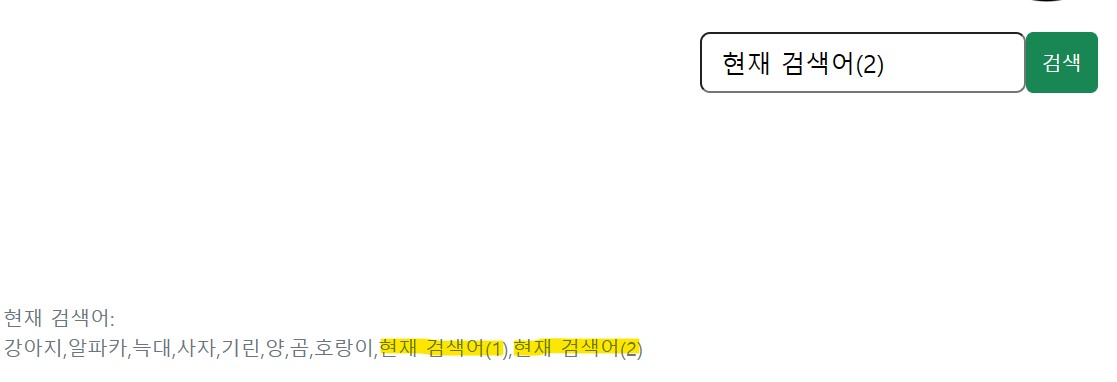 현재 검색어(2)
검색
현재 검색어:
강아지,알파카,늑대,사자,기린,양,곰,호랑이,현재 검색어(1),현재 검색어(2)